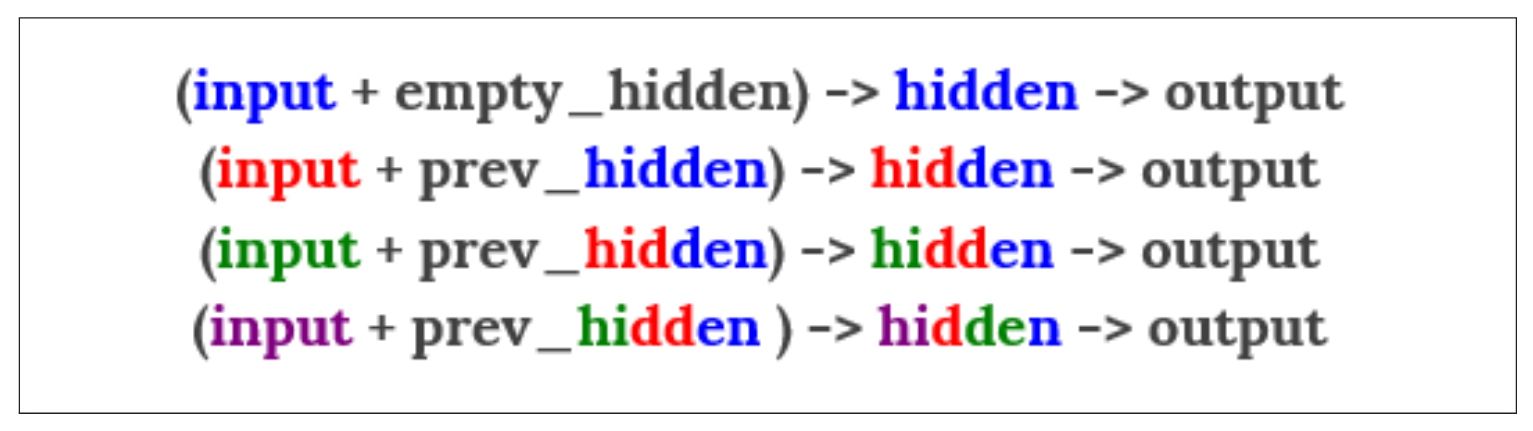 (input + empty_hidden) -> hidden -> output
(input + prev_hidden) -> hidden -> output
(input + prev_hidden) -> hidden -> output
(input + prev_hidden ) -> hidden -> output